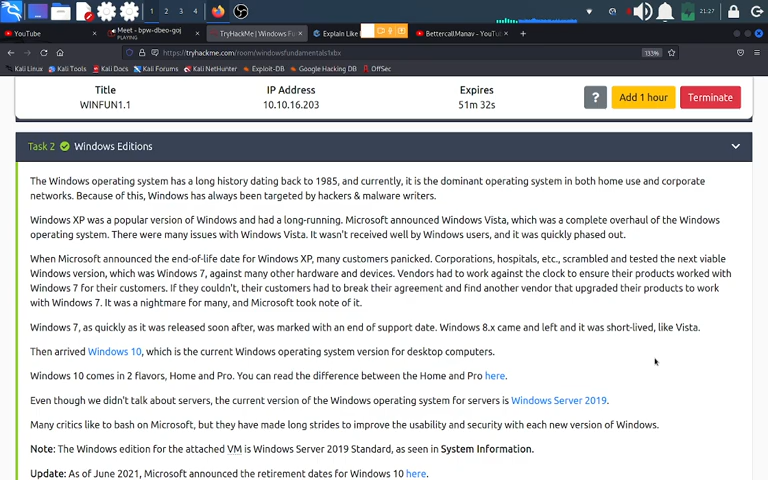 1 2 3 4
21:27
YouTube
Meet - bpw-dbeo-goj
PLAYING
TryHackMe | Windows Fun
Explain Like
Bettercall.Manav - YouTu
https://tryhackme.com/room/windowsfundamentals1xbx
133%
Kali Linux Kali Tools Kali Docs Kali Forums Kali NetHunter Exploit-DB Google Hacking DB OffSec
Title IP Address Expires
WINFUN1.1 10.10.16.203 51m 32s
? Add 1 hour Terminate
Task 2 Windows Editions
The Windows operating system has a long history dating back to 1985, and currently, it is the dominant operating system in both home use and corporate
networks. Because of this, Windows has always been targeted by hackers & malware writers.
Windows XP was a popular version of Windows and had a long-running. Microsoft announced Windows Vista, which was a complete overhaul of the Windows
operating system. There were many issues with Windows Vista. It wasn't received well by Windows users, and it was quickly phased out.
When Microsoft announced the end-of-life date for Windows XP, many customers panicked. Corporations, hospitals, etc., scrambled and tested the next viable
Windows version, which was Windows 7, against many other hardware and devices. Vendors had to work against the clock to ensure their products worked with
Windows 7 for their customers. If they couldn't, their customers had to break their agreement and find another vendor that upgraded their products to work
with Windows 7. It was a nightmare for many, and Microsoft took note of it.
Windows 7, as quickly as it was released soon after, was marked with an end of support date. Windows 8.x came and left and it was short-lived, like Vista.
Then arrived Windows 10, which is the current Windows operating system version for desktop computers.
Windows 10 comes in 2 flavors, Home and Pro. You can read the difference between the Home and Pro here.
Even though we didn't talk about servers, the current version of the Windows operating system for servers is Windows Server 2019.
Many critics like to bash on Microsoft, but they have made long strides to improve the usability and security with each new version of Windows.
Note: The Windows edition for the attached VM is Windows Server 2019 Standard, as seen in System Information.
Update: As of June 2021, Microsoft announced the retirement dates for Windows 10 here.